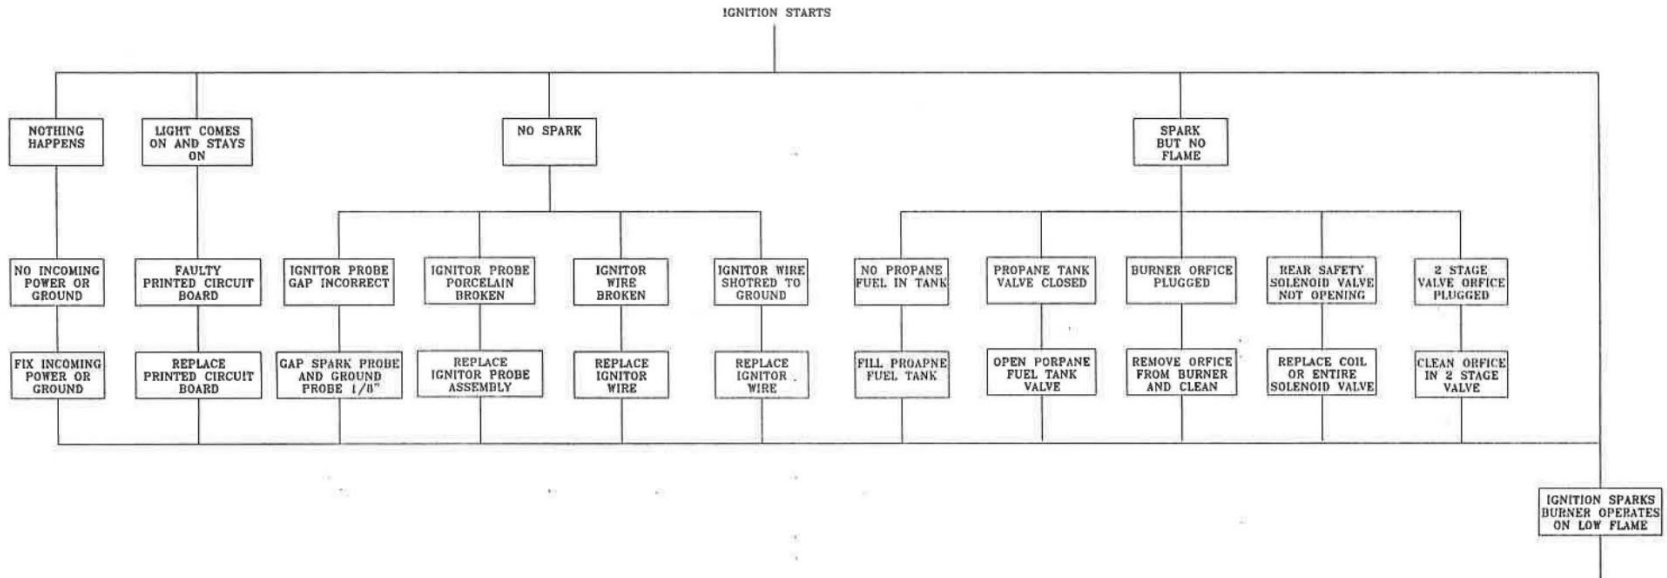 IGNITION STARTS
NOTHING
HAPPENS
LIGHT COMES
ON AND STAYS
ON
NO SPARK
SPARK
BUT NO
FLAME
NO INCOMING
POWER OR
GROUND
FAULTY
PRINTED CIRCUIT
BOARD
IGNITOR PROBE
GAP INCORRECT
IGNITOR PROBE
PORCELAIN
BROKEN
IGNITOR
WIRE
BROKEN
IGNITOR WIRE
SHOTRED TO
GROUND
NO PROPANE
FUEL IN TANK
PROPANE TANK
VALVE CLOSED
BURNER ORFICE
PLUGGED
REAR SAFETY
SOLENOID VALVE
NOT OPENING
2 STAGE
VALVE ORFICE
PLUGGED
FIX INCOMING
POWER OR
GROUND
REPLACE
PRINTED CIRCUIT
BOARD
GAP SPARK PROBE
AND GROUND
PROBE 1/8"
REPLACE
IGNITOR PROBE
ASSEMBLY
REPLACE
IGNITOR
WIRE
REPLACE
IGNITOR
WIRE
FILL PROAPNE
FUEL TANK
OPEN PORPANE
FUEL TANK
VALVE
REMOVE ORFICE
FROM BURNER
AND CLEAN
REPLACE COIL
OR ENTIRE
SOLENOID VALVE
CLEAN ORFICE
IN 2 STAGE
VALVE
IGNITION SPARKS
BURNER OPERATES
ON LOW FLAME